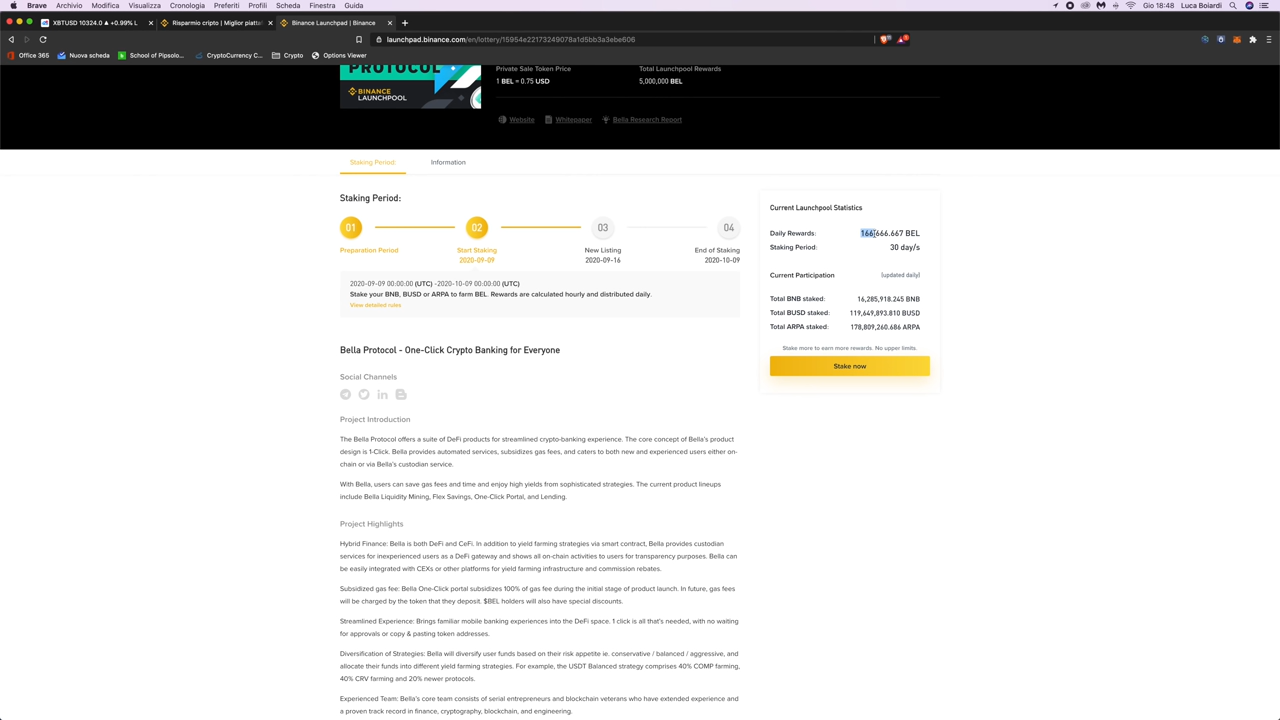 Brave Archivio Modifica Visualizza Cronologia Preferiti Profili Scheda Finestra Guida Gio 18:48 Luca Boiardi
XBTUSD 10324.0 ▲ +0.99% L Risparmio cripto | Miglior piatta Binance Launchpad | Binance
launchpad.binance.com/en/lottery/15954e22173249078a1d5bb3a3ebe606
Office 365 Nuova scheda School of Pipsolo... CryptoCurrency C... Crypto Options Viewer
PROTOCOL
BINANCE
LAUNCHPOOL
Private Sale Token Price Total Launchpool Rewards
1 BEL = 0.75 USD 5,000,000 BEL
Website Whitepaper Bella Research Report
Staking Period: Information
Staking Period:
01 02 03 04
Preparation Period Start Staking New Listing End of Staking
2020-09-09 2020-09-16 2020-10-09
2020-09-09 00:00:00 (UTC) -2020-10-09 00:00:00 (UTC)
Stake your BNB, BUSD or ARPA to farm BEL. Rewards are calculated hourly and distributed daily.
View detailed rules
Current Launchpool Statistics
Daily Rewards: 166,666.667 BEL
Staking Period: 30 day/s
Current Participation (updated daily)
Total BNB staked: 16,285,918.245 BNB
Total BUSD staked: 119,649,893.810 BUSD
Total ARPA staked: 178,809,260.686 ARPA
Stake more to earn more rewards. No upper limits.
Stake now
Bella Protocol - One-Click Crypto Banking for Everyone
Social Channels
Project Introduction
The Bella Protocol offers a suite of DeFi products for streamlined crypto-banking experience. The core concept of Bella's product
design is 1-Click. Bella provides automated services, subsidizes gas fees, and caters to both new and experienced users either on-
chain or via Bella's custodian service.
With Bella, users can save gas fees and time and enjoy high yields from sophisticated strategies. The current product lineups
include Bella Liquidity Mining, Flex Savings, One-Click Portal, and Lending.
Project Highlights
Hybrid Finance: Bella is both DeFi and CeFi. In addition to yield farming strategies via smart contract, Bella provides custodian
services for inexperienced users as a DeFi gateway and shows all on-chain activities to users for transparency purposes. Bella can
be easily integrated with CEXs or other platforms for yield farming infrastructure and commission rebates.
Subsidized gas fee: Bella One-Click portal subsidizes 100% of gas fee during the initial stage of product launch. In future, gas fees
will be charged by the token that they deposit. $BEL holders will also have special discounts.
Streamlined Experience: Brings familiar mobile banking experiences into the DeFi space. 1 click is all that's needed, with no waiting
for approvals or copy & pasting token addresses.
Diversification of Strategies: Bella will diversify user funds based on their risk appetite ie. conservative / balanced / aggressive, and
allocate their funds into different yield farming strategies. For example, the USDT Balanced strategy comprises 40% COMP farming,
40% CRV farming and 20% newer protocols.
Experienced Team: Bella's core team consists of serial entrepreneurs and blockchain veterans who have extended experience and
a proven track record in finance, cryptography, blockchain, and engineering.